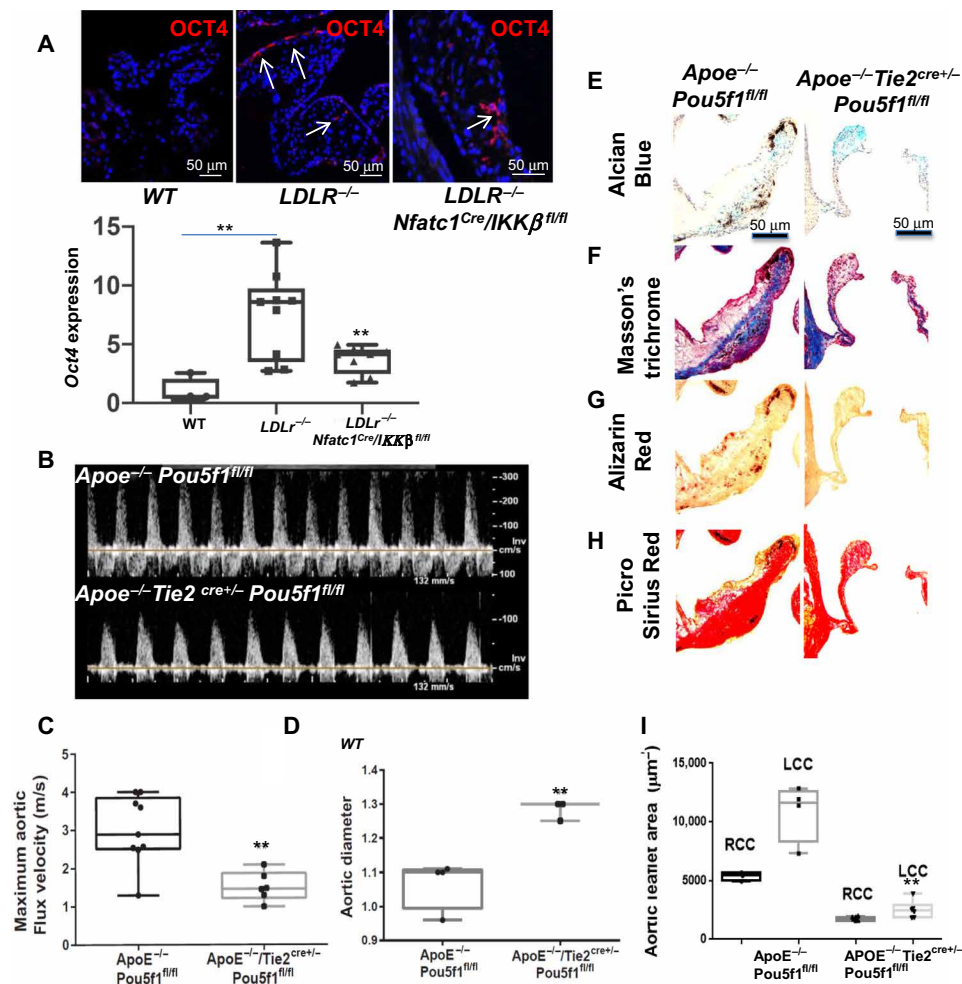 A
OCT4
OCT4
OCT4
50 μm
50 μm
50 μm
WT
LDLR−/−
LDLR−/−
Nfatc1Cre/IKKβfl/fl
**
**
Oct4 expression
15
10
5
0
WT
LDLr−/−
LDLr−/−
Nfatc1Cre/IKKβfl/fl
B
Apoe−/− Pou5f1fl/fl
-300
-200
-100
Inv
cm/s
100
132 mm/s
Apoe−/−Tie2 cre+/− Pou5f1fl/fl
-100
Inv
cm/s
132 mm/s
C
Maximum aortic
Flux velocity (m/s)
5
4
3
2
1
0
**
ApoE−/−
Pou5f1fl/fl
ApoE−/−/Tie2cre+/−
Pou5f1fl/fl
D
WT
Aortic diameter
1.4
1.3
1.2
1.1
1.0
0.9
**
ApoE−/−
Pou5f1fl/fl
ApoE−/−/Tie2cre+/−
Pou5f1fl/fl
E
Apoe−/−
Pou5f1fl/fl
Apoe−/−Tie2cre+/−
Pou5f1fl/fl
Alcian
Blue
50 μm
50 μm
F
Masson's
trichrome
G
Alizarin
Red
H
Picro
Sirius Red
I
Aortic leaflet area (μm−)
15,000
10,000
5000
0
RCC
LCC
RCC
LCC
**
ApoE−/−
Pou5f1fl/fl
APOE−/−Tie2cre+/−
Pou5f1fl/fl